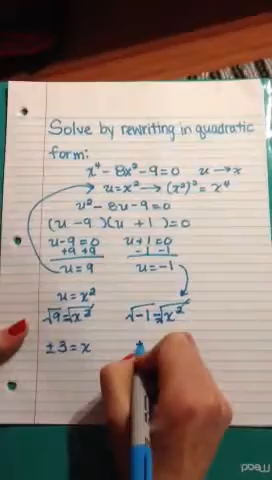 Solve by rewriting in quadratic
form:
x⁴ - 8x² - 9 = 0 u → x
u = x² → (x²)² = x⁴
u² - 8u - 9 = 0
(u - 9)(u + 1) = 0
u - 9 = 0 u + 1 = 0
+9 +9 -1 -1
u = 9 u = -1
u = x²
√9 = √x² √-1 = √x²
±3 = x ±